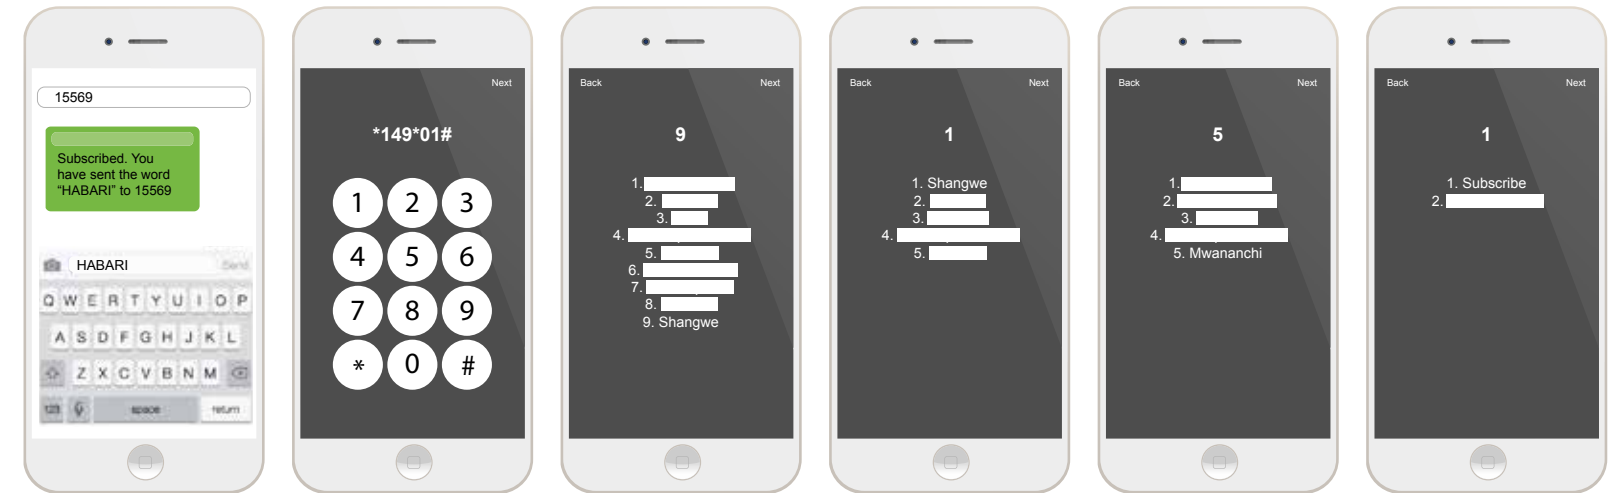 15569
Subscribed. You
have sent the word
“HABARI” to 15569
HABARI
Send
Q W E R T Y U I O P
A S D F G H J K L
Z X C V B N M
123 space return
Next
*149*01#
1 2 3
4 5 6
7 8 9
* 0 #
Back Next
9
1.
2.
3.
4.
5.
6.
7.
8.
9. Shangwe
Back Next
1
1. Shangwe
2.
3.
4.
5.
Back Next
5
1.
2.
3.
4.
5. Mwananchi
Back Next
1
1. Subscribe
2.